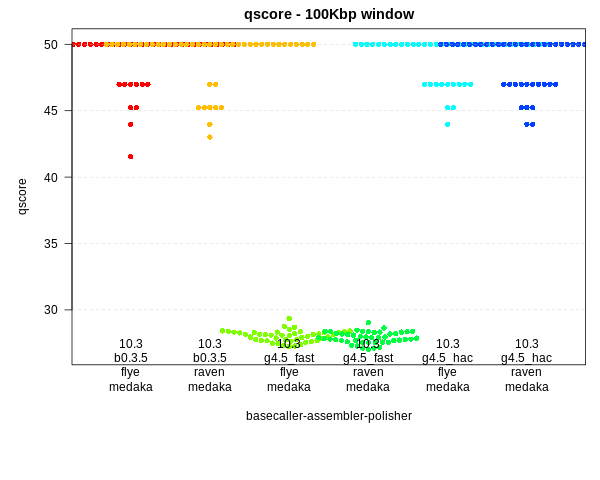 qscore - 100Kbp window
50
45
40
35
30
qscore
10.3 10.3 10.3 10.3 10.3 10.3
b0.3.5 b0.3.5 g4.5_fast g4.5_fast g4.5_hac g4.5_hac
flye raven flye raven flye raven
medaka medaka medaka medaka medaka medaka
basecaller-assembler-polisher